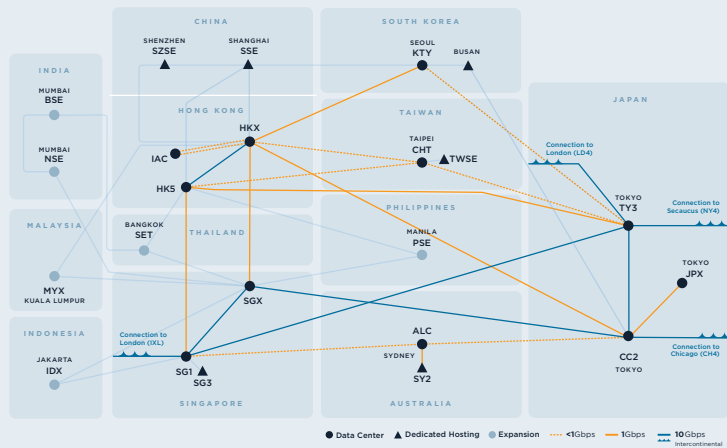 CHINA
SOUTH KOREA
SHENZHEN
SZSE
SHANGHAI
SSE
SEOUL
KTY
BUSAN
INDIA
MUMBAI
BSE
MUMBAI
NSE
HONG KONG
HKX
IAC
HK5
TAIWAN
TAIPEI
CHT
TWSE
JAPAN
Connection to
London (LD4)
TOKYO
TY3
Connection to
Secaucus (NY4)
TOKYO
JPX
CC2
TOKYO
Connection to
Chicago (CH4)
MALAYSIA
MYX
KUALA LUMPUR
BANGKOK
SET
THAILAND
PHILIPPINES
MANILA
PSE
SGX
INDONESIA
JAKARTA
IDX
Connection to
London (IXL)
SG1
SG3
SINGAPORE
ALC
SYDNEY
SY2
AUSTRALIA
Data Center
Dedicated Hosting
Expansion
<1Gbps
1Gbps
10Gbps
Intercontinental